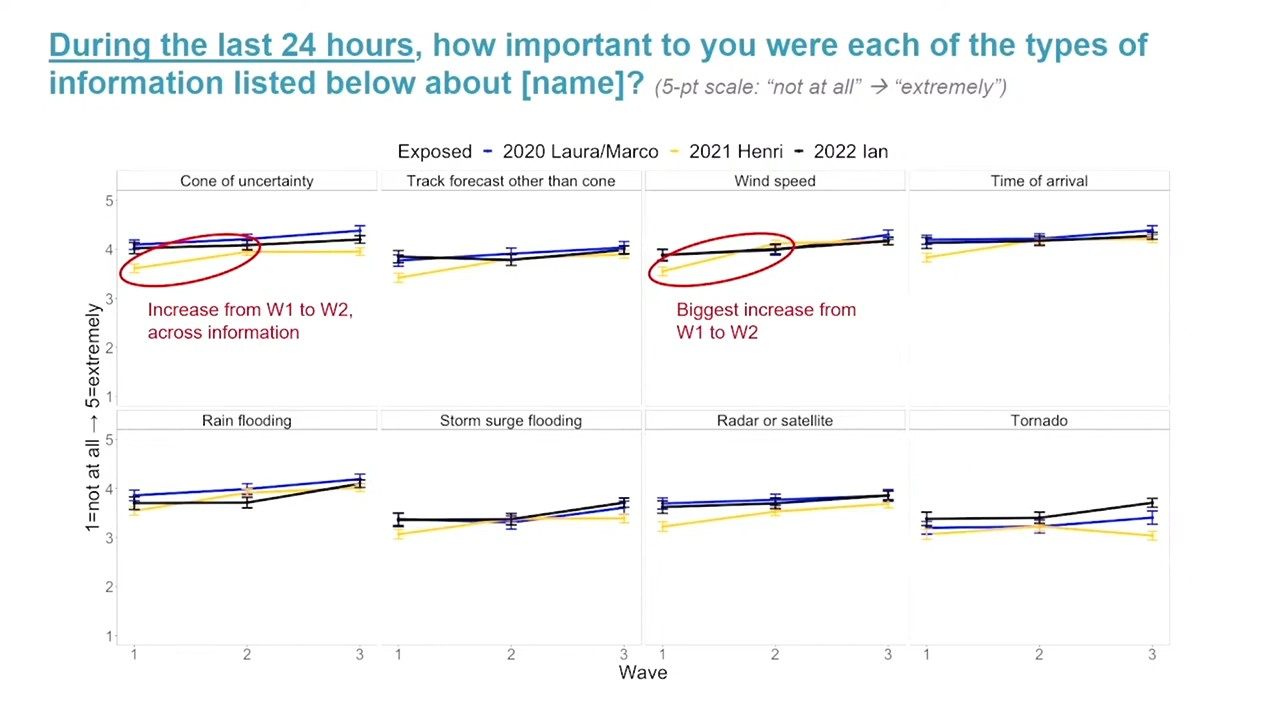 During the last 24 hours, how important to you were each of the types of
information listed below about [name]? (5-pt scale: “not at all” → “extremely”)
Exposed 2020 Laura/Marco 2021 Henri 2022 Ian
Cone of uncertainty Track forecast other than cone Wind speed Time of arrival
5
4
3
2
1
Increase from W1 to W2,
across information
Biggest increase from
W1 to W2
1=not at all → 5=extremely
Rain flooding Storm surge flooding Radar or satellite Tornado
5
4
3
2
1
1 2 3 1 2 3 1 2 3 1 2 3
Wave